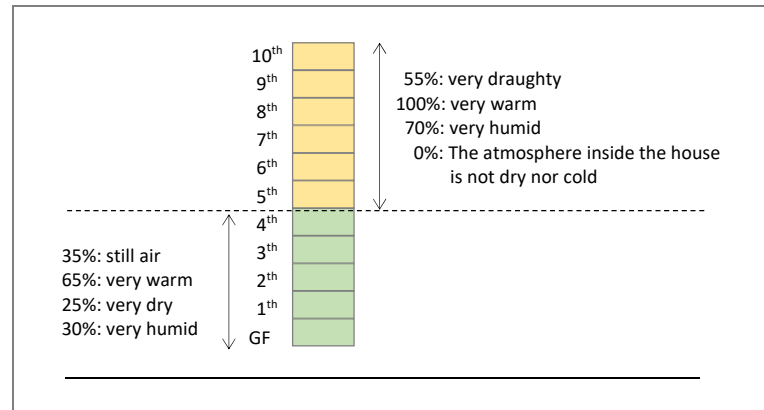 10th
9th
8th
7th
6th
5th
4th
3th
2th
1th
GF
55%: very draughty
100%: very warm
70%: very humid
0%: The atmosphere inside the house
is not dry nor cold
35%: still air
65%: very warm
25%: very dry
30%: very humid